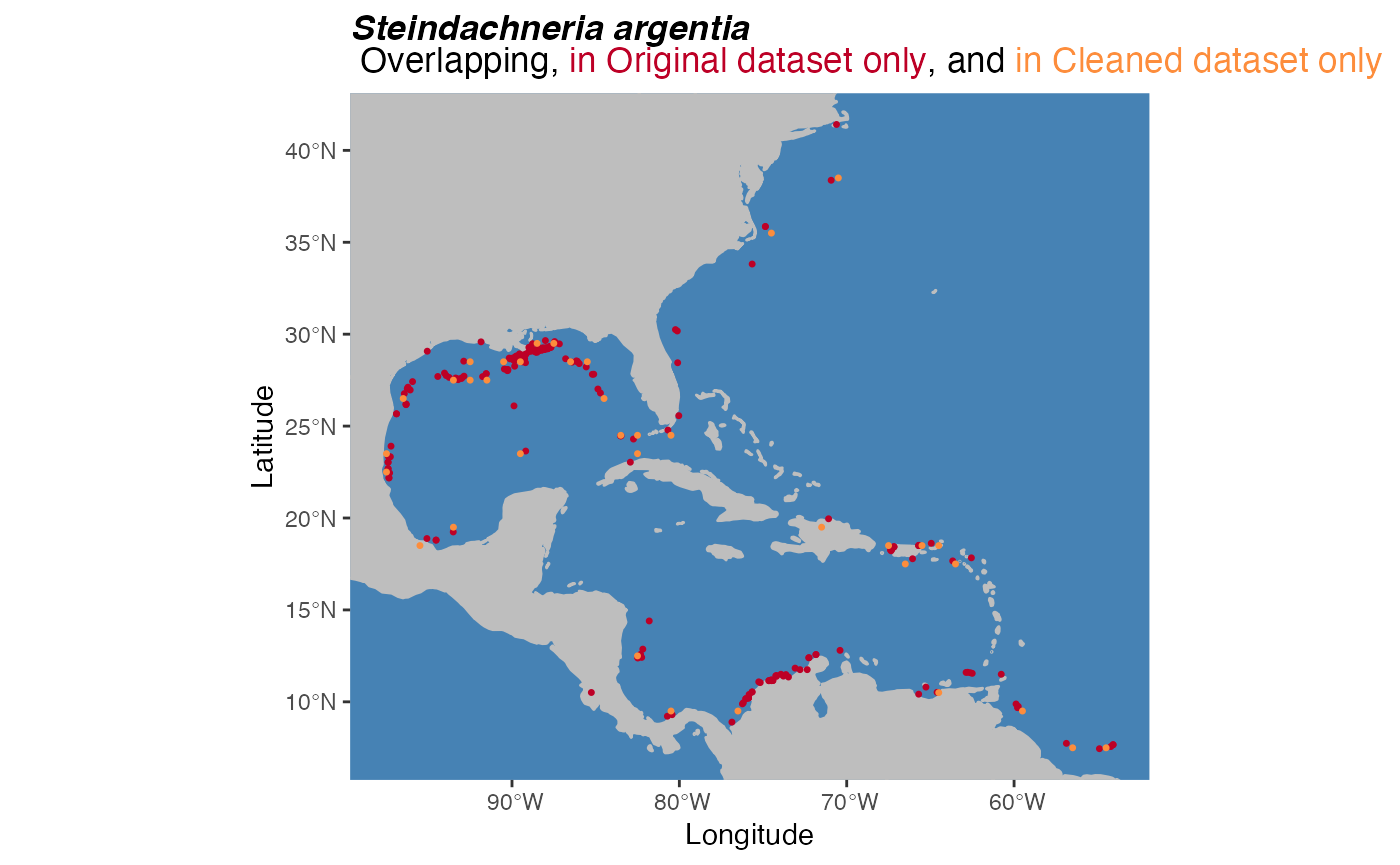 Steindachneria argentia
Overlapping, in Original dataset only, and in Cleaned dataset only
40°N
35°N
30°N
25°N
20°N
15°N
10°N
Latitude
90°W 80°W 70°W 60°W
Longitude